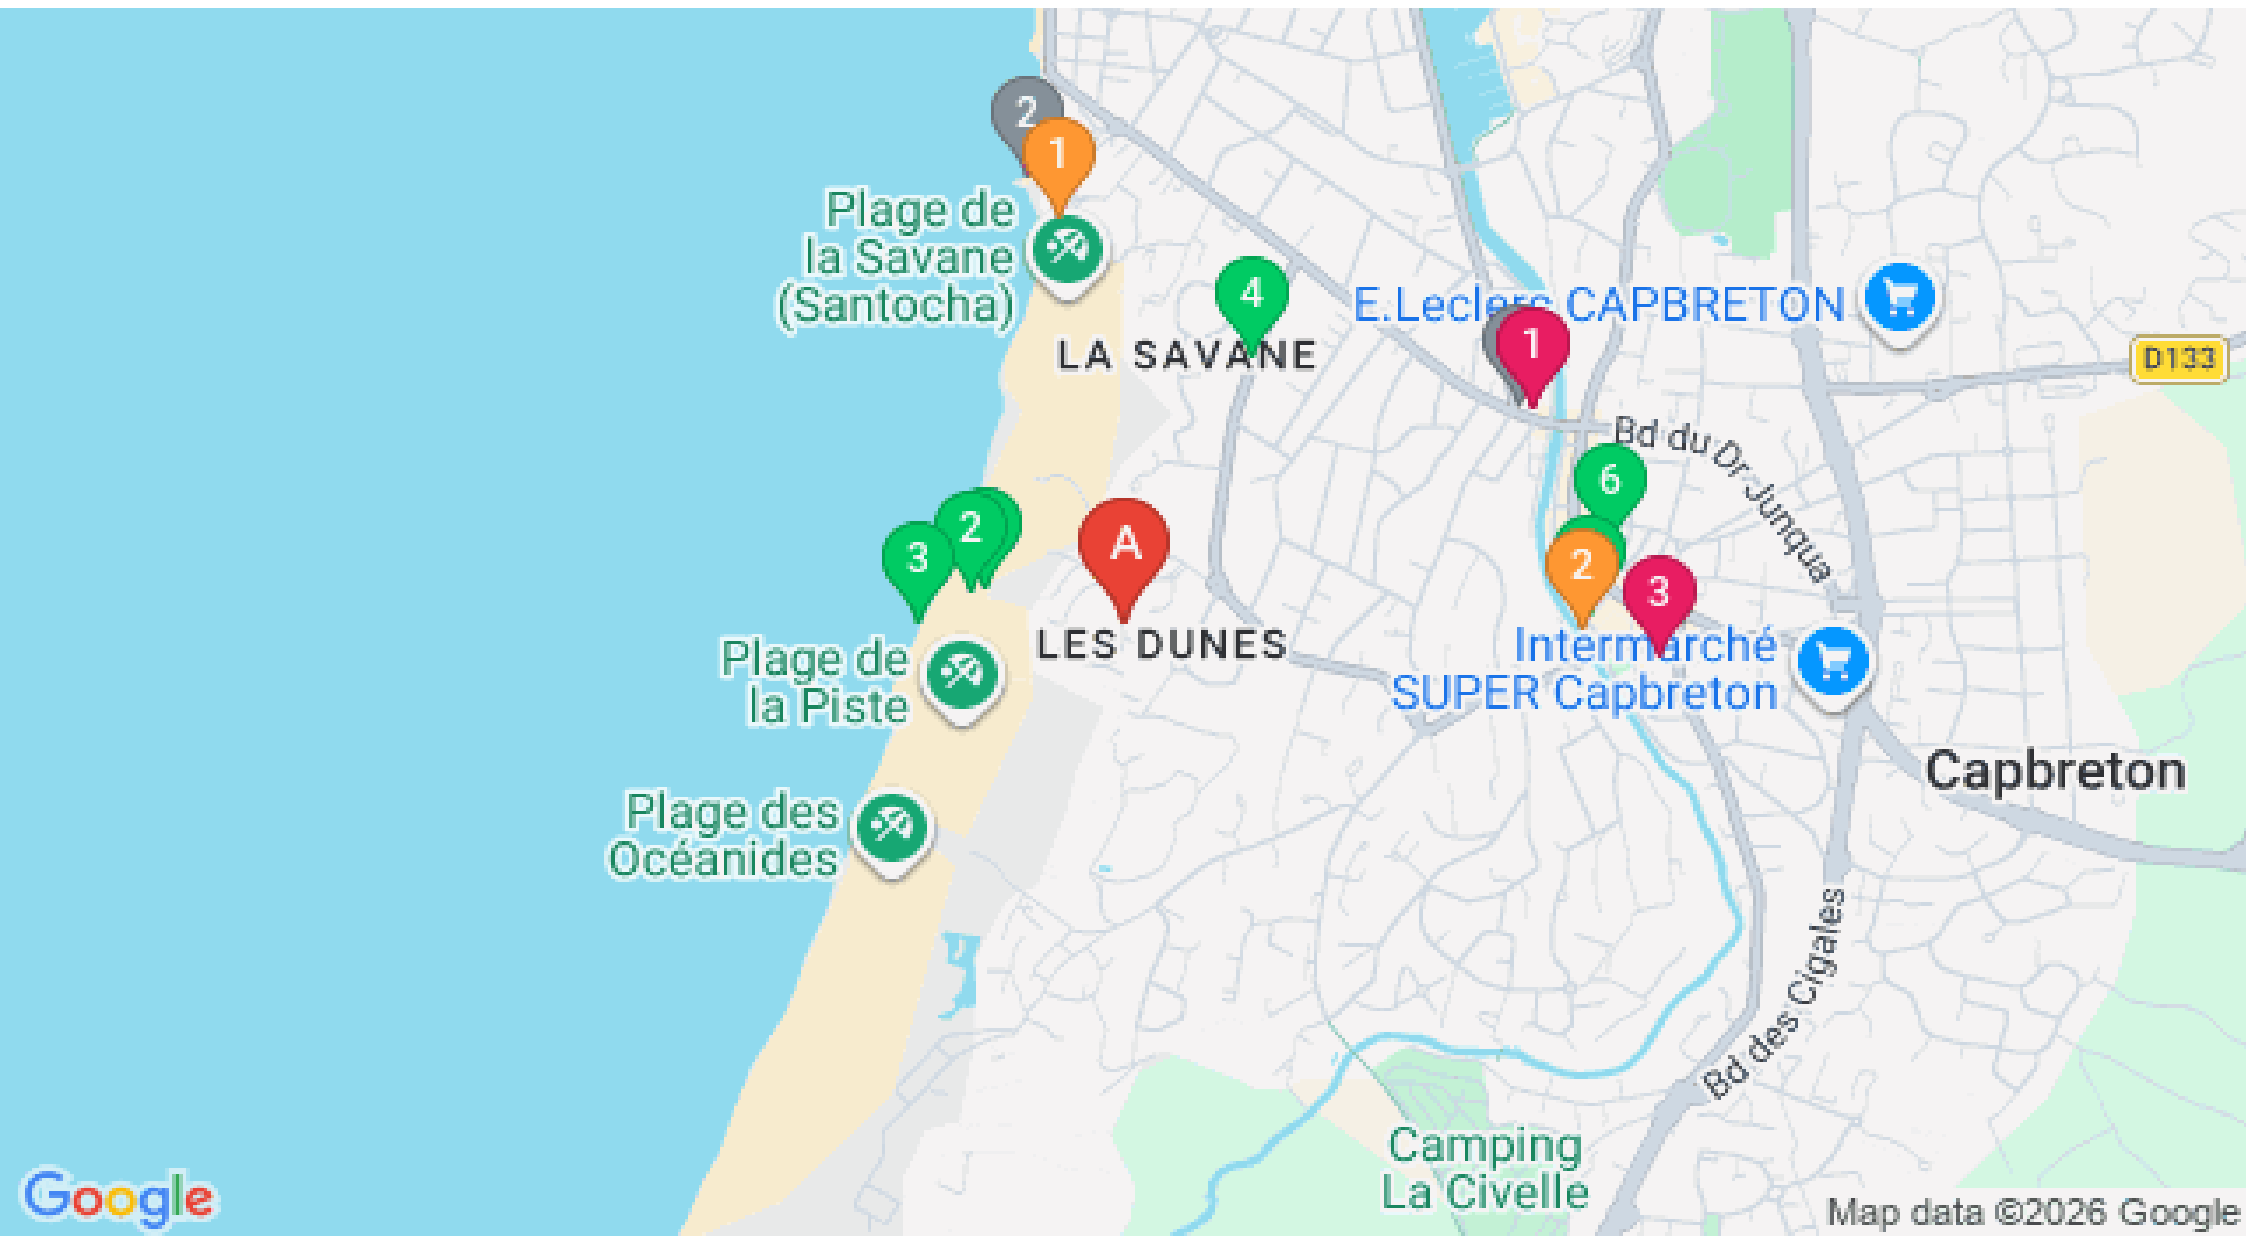 2
1
Plage de
la Savane
(Santocha)
4
E.Leclerc CAPBRETON
1
D133
LA SAVANE
Bd du Dr Junqua
6
2
3
A
2
3
LES DUNES
Intermarché
SUPER Capbreton
Plage de
la Piste
Capbreton
Plage des
Océanides
Bd des Cigales
Camping
La Civelle
Google
Map data ©2026 Google